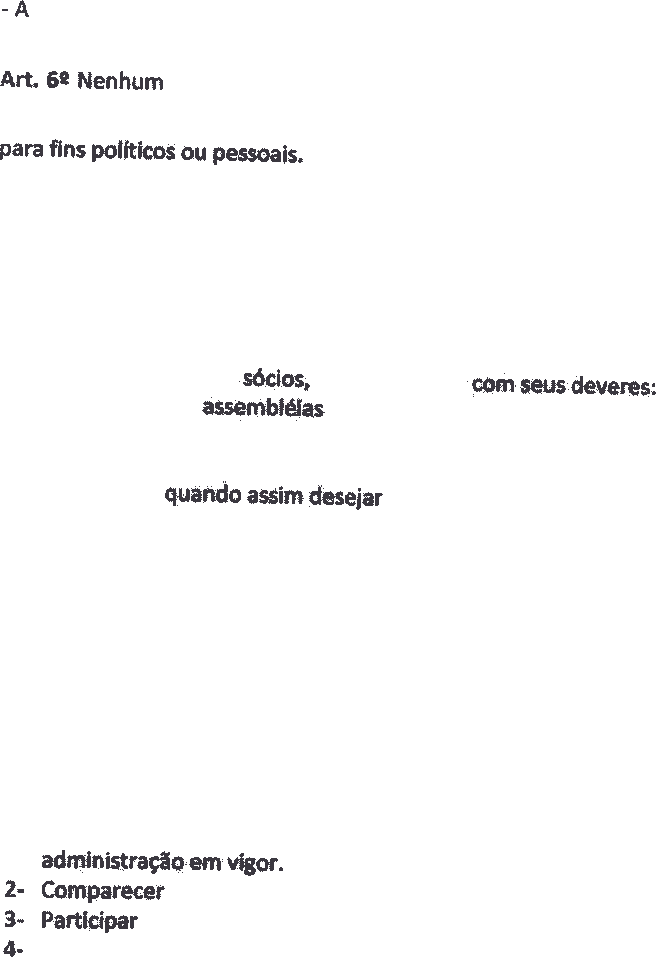 - A
Art. 6º Nenhum
para fins políticos ou pessoais.
sócios, com seus deveres:
assembléias
quando assim desejar
administração em vigor.
2- Comparecer
3- Participar
4-